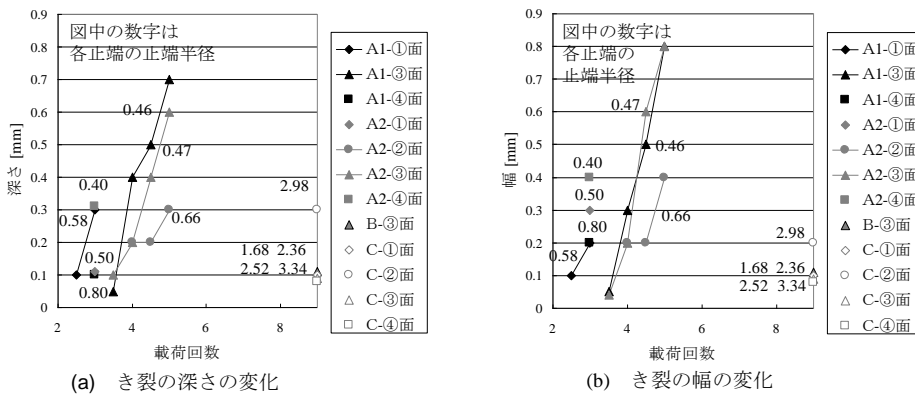 図中の数字は
各止端の止端半径
0.9
0.8
0.7
0.6
0.5
0.4
0.3
0.2
0.1
0
深さ [mm]
0.46
0.47
0.40
2.98
0.58
0.66
0.50
1.68 2.36
2.52 3.34
0.80
2 4 6 8
載荷回数
A1-①面
A1-③面
A1-④面
A2-①面
A2-②面
A2-③面
A2-④面
B-③面
C-①面
C-②面
C-③面
C-④面
(a) き裂の深さの変化
図中の数字は
各止端の
止端半径
0.9
0.8
0.7
0.6
0.5
0.4
0.3
0.2
0.1
0
幅 [mm]
0.47
0.46
0.40
0.50
0.66
0.80
2.98
0.58
1.68 2.36
2.52 3.34
2 4 6 8
載荷回数
A1-①面
A1-③面
A1-④面
A2-①面
A2-②面
A2-③面
A2-④面
B-③面
C-①面
C-②面
C-③面
C-④面
(b) き裂の幅の変化